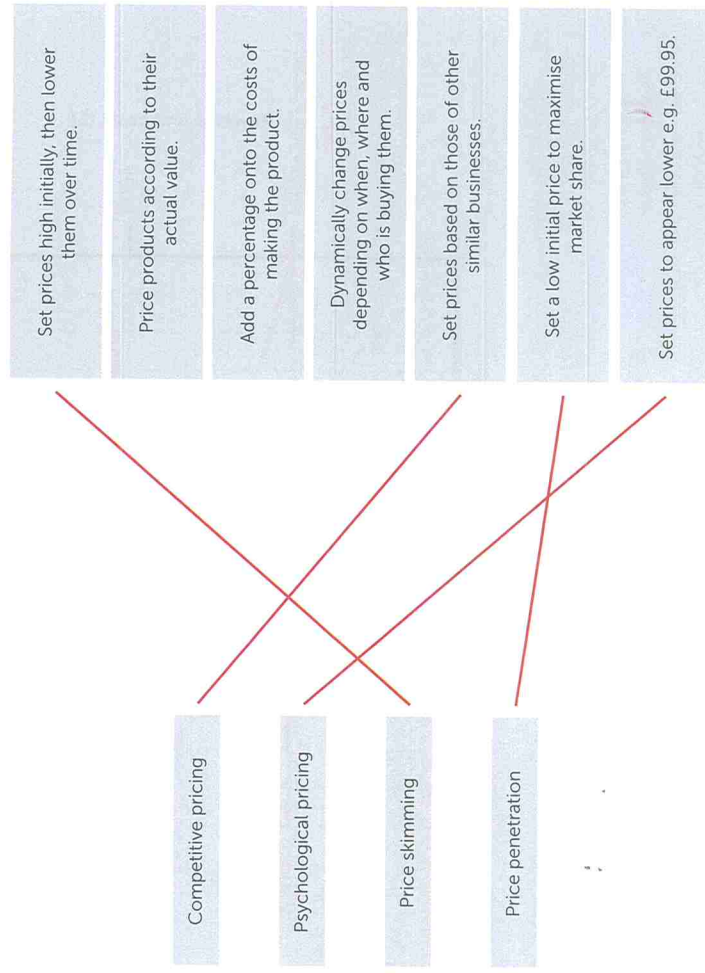 Competitive pricing
Psychological pricing
Price skimming
Price penetration
Set prices high initially, then lower
them over time.
Price products according to their
actual value.
Add a percentage onto the costs of
making the product.
Dynamically change prices
depending on when, where and
who is buying them.
Set prices based on those of other
similar businesses.
Set a low initial price to maximise
market share.
Set prices to appear lower e.g. £99.95.